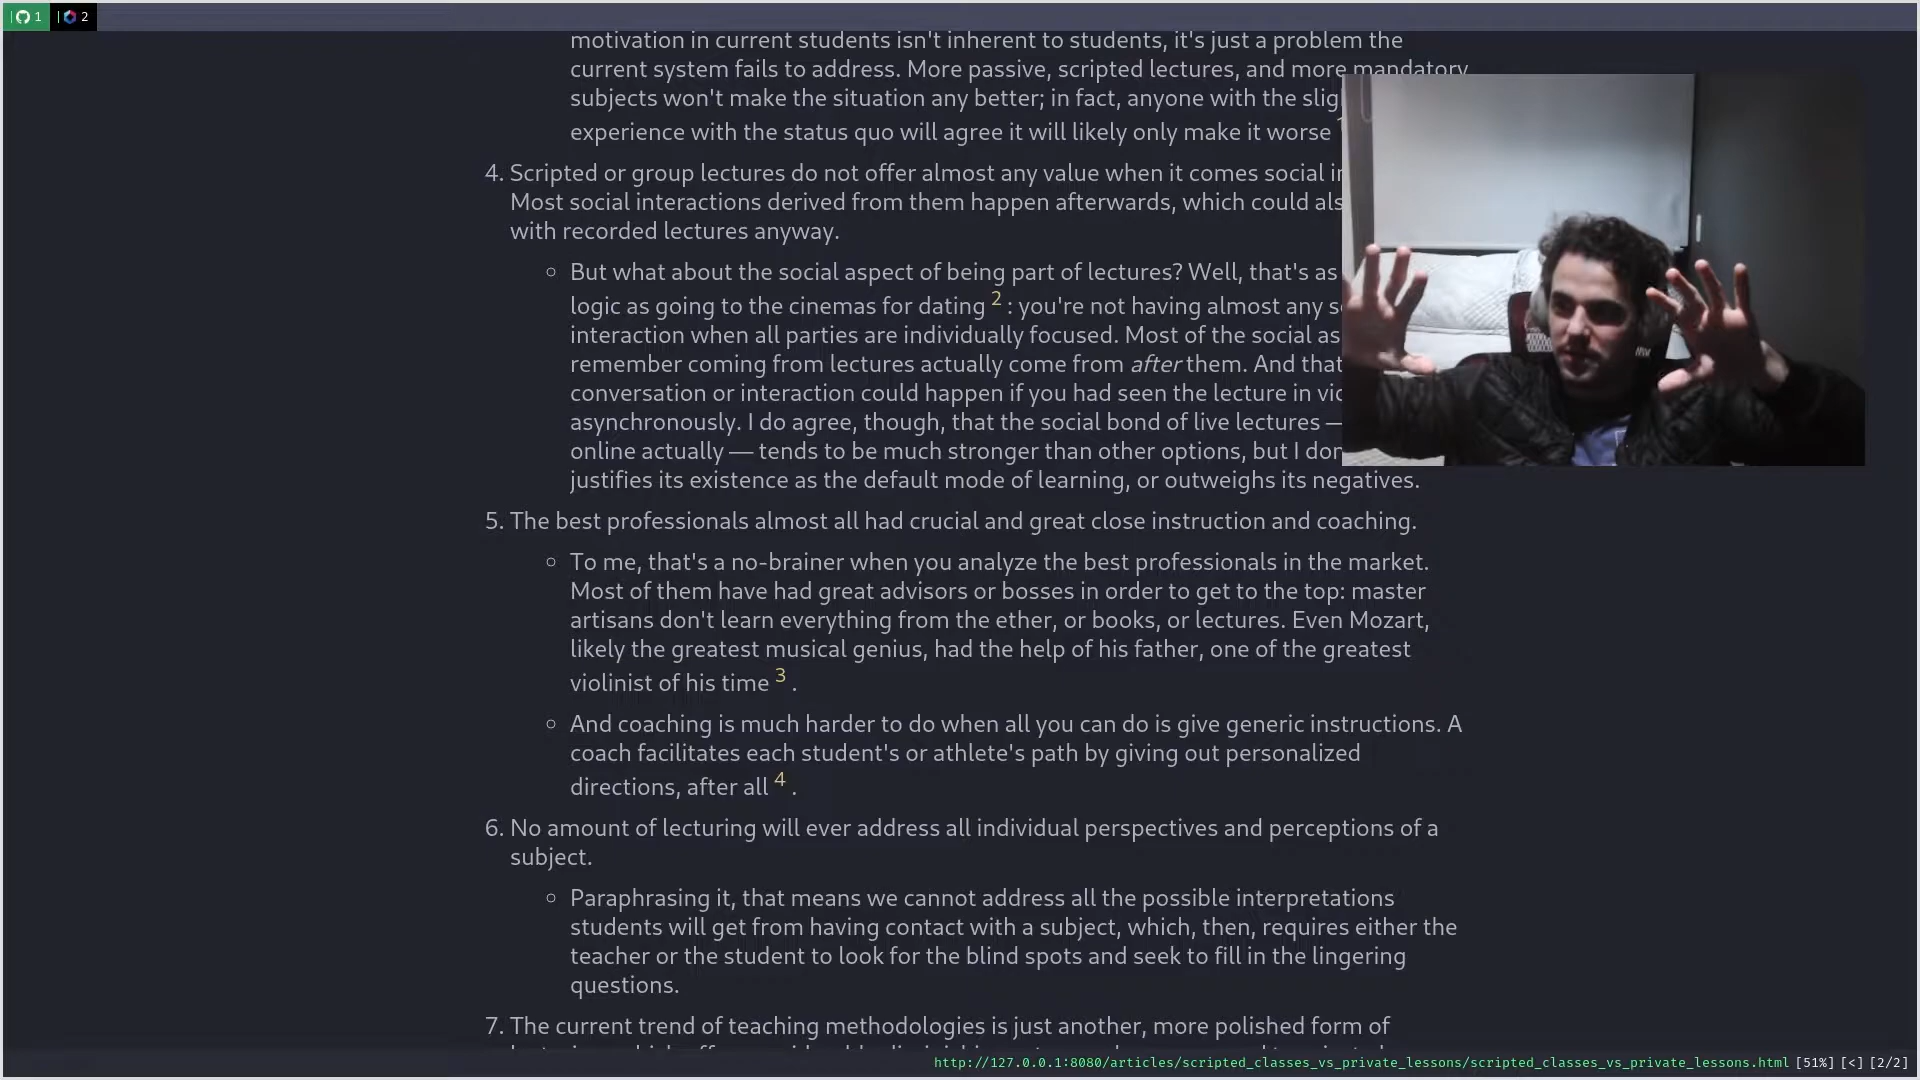 1 2
motivation in current students isn't inherent to students, it's just a problem the
current system fails to address. More passive, scripted lectures, and more mandatory
subjects won't make the situation any better; in fact, anyone with the
experience with the status quo will agree it will likely only make it worse
4. Scripted or group lectures do not offer almost any value when it comes social
Most social interactions derived from them happen afterwards, which could
with recorded lectures anyway.
But what about the social aspect of being part of lectures? Well, that's as
logic as going to the cinemas for dating 2 : you're not having almost any
interaction when all parties are individually focused. Most of the social
remember coming from lectures actually come from after them. And that
conversation or interaction could happen if you had seen the lecture in
asynchronously. I do agree, though, that the social bond of live lectures —
online actually — tends to be much stronger than other options, but I
justifies its existence as the default mode of learning, or outweighs its negatives.
5. The best professionals almost all had crucial and great close instruction and coaching.
To me, that's a no-brainer when you analyze the best professionals in the market.
Most of them have had great advisors or bosses in order to get to the top: master
artisans don't learn everything from the ether, or books, or lectures. Even Mozart,
likely the greatest musical genius, had the help of his father, one of the greatest
violinist of his time 3 .
And coaching is much harder to do when all you can do is give generic instructions. A
coach facilitates each student's or athlete's path by giving out personalized
directions, after all 4 .
6. No amount of lecturing will ever address all individual perspectives and perceptions of a
subject.
Paraphrasing it, that means we cannot address all the possible interpretations
students will get from having contact with a subject, which, then, requires either the
teacher or the student to look for the blind spots and seek to fill in the lingering
questions.
7. The current trend of teaching methodologies is just another, more polished form of
http://127.0.0.1:8080/articles/scripted_classes_vs_private_lessons/scripted_classes_vs_private_lessons.html [51%] [<] [2/2]